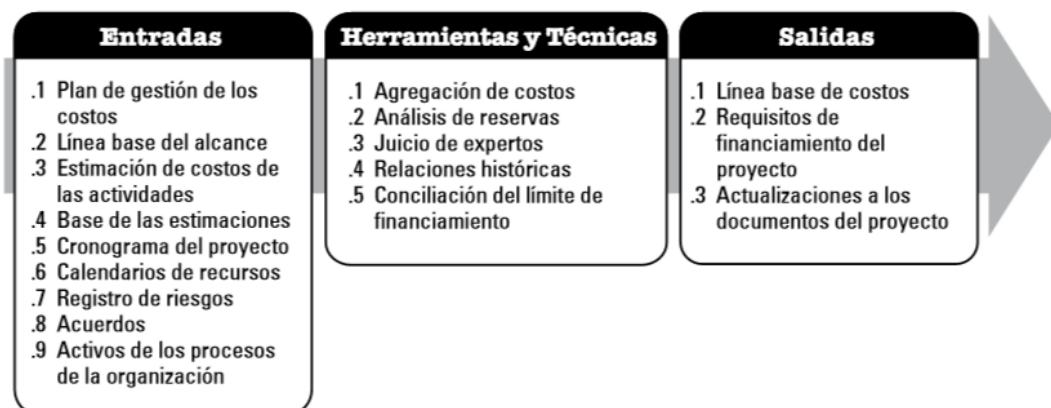 Entradas
.1 Plan de gestión de los
costos
.2 Línea base del alcance
.3 Estimación de costos de
las actividades
.4 Base de las estimaciones
.5 Cronograma del proyecto
.6 Calendarios de recursos
.7 Registro de riesgos
.8 Acuerdos
.9 Activos de los procesos
de la organización
Herramientas y Técnicas
.1 Agregación de costos
.2 Análisis de reservas
.3 Juicio de expertos
.4 Relaciones históricas
.5 Conciliación del límite de
financiamiento
Salidas
.1 Línea base de costos
.2 Requisitos de
financiamiento del
proyecto
.3 Actualizaciones a los
documentos del proyecto